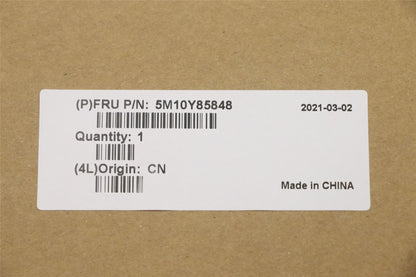 (P)FRU P/N: 5M10Y85848
2021-03-02
Quantity: 1
(4L)Origin: CN
Made in CHINA